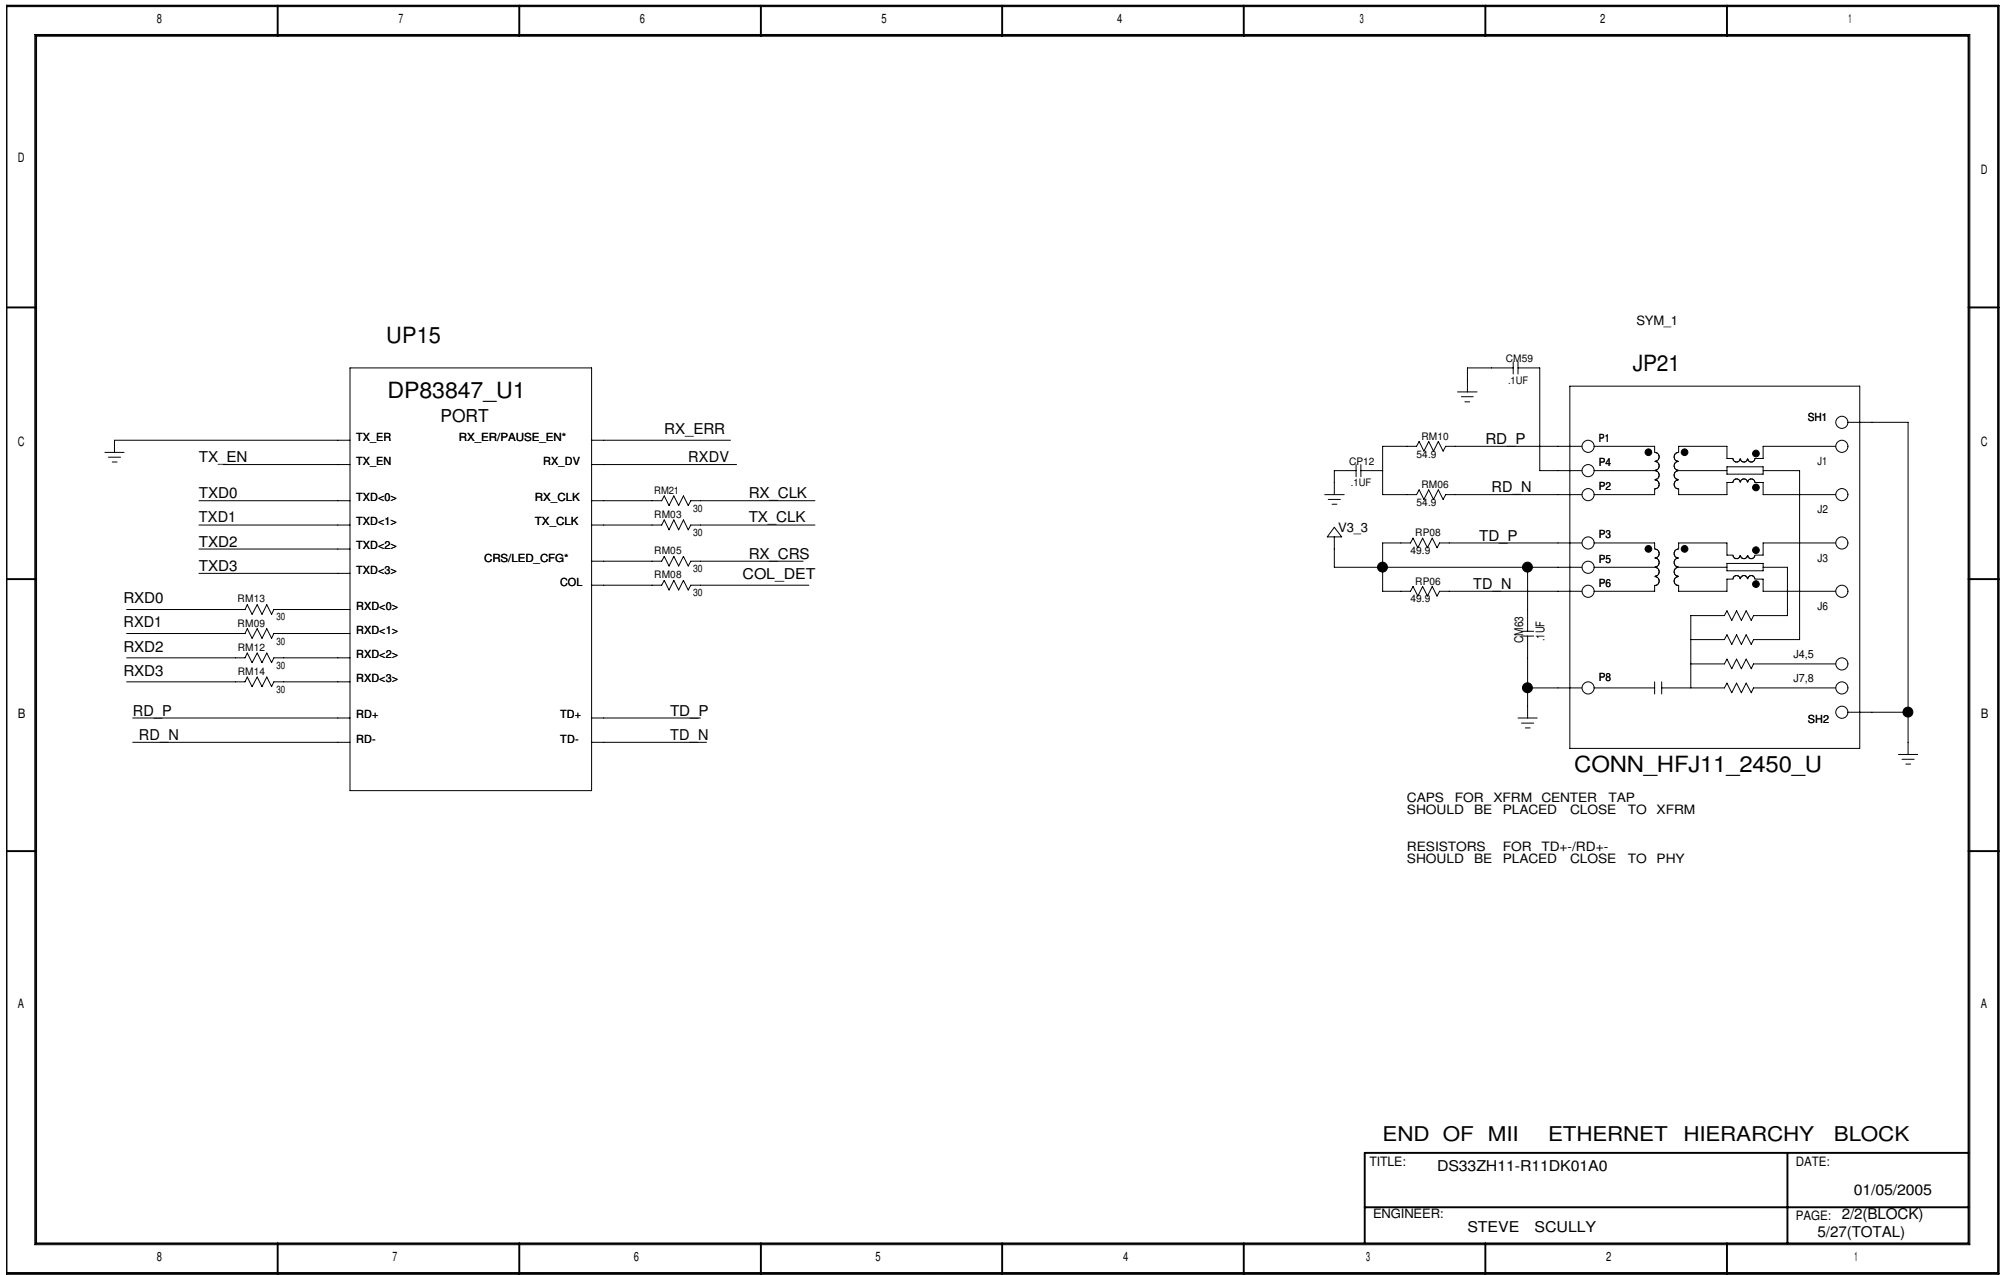 8 7 6 5 4 3 2 1
D
D
C
C
B
B
A
A
UP15
DP83847_U1
PORT
TX_ER
TX_EN
TXD<0>
TXD<1>
TXD<2>
TXD<3>
RXD<0>
RXD<1>
RXD<2>
RXD<3>
RD+
RD-
RX_ER/PAUSE_EN*
RX_DV
RX_CLK
TX_CLK
CRS/LED_CFG*
COL
TD+
TD-
TX_EN
TXD0
TXD1
TXD2
TXD3
RXD0
RM13
30
RXD1
RM09
30
RXD2
RM12
30
RXD3
RM14
30
RD_P
RD_N
RX_ERR
RXDV
RM21
30
RX_CLK
RM03
30
TX_CLK
RM05
30
RX_CRS
RM08
30
COL_DET
TD_P
TD_N
SYM_1
JP21
CM59
.1UF
RM10
54.9
RD_P
CP12
.1UF
RM06
54.9
RD_N
V3_3
RP08
49.9
TD_P
RP06
49.9
TD_N
CM63
.1UF
P1
P4
P2
P3
P5
P6
P8
SH1
J1
J2
J3
J6
J4,5
J7,8
SH2
CONN_HFJ11_2450_U
CAPS FOR XFRM CENTER TAP
SHOULD BE PLACED CLOSE TO XFRM
RESISTORS FOR TD+-/RD+-
SHOULD BE PLACED CLOSE TO PHY
END OF MII ETHERNET HIERARCHY BLOCK
TITLE: DS33ZH11-R11DK01A0
DATE:
01/05/2005
ENGINEER:
STEVE SCULLY
PAGE: 2/2(BLOCK)
5/27(TOTAL)
8 7 6 5 4 3 2 1